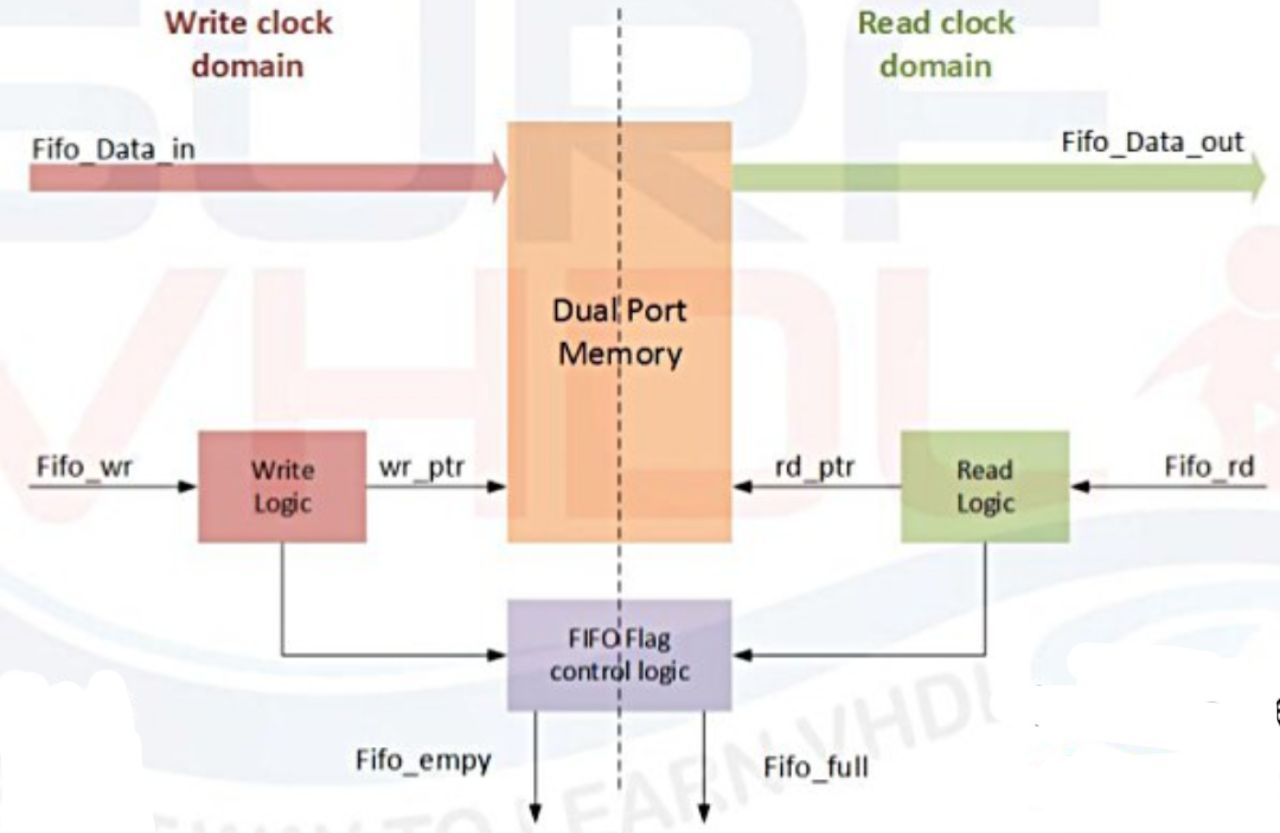 Write clock
domain
Read clock
domain
Fifo_Data_in
Fifo_Data_out
Dual Port
Memory
Fifo_wr
Write
Logic
wr_ptr
rd_ptr
Read
Logic
Fifo_rd
FIFO Flag
control logic
Fifo_empy
Fifo_full
SURF
VHDL
WAY TO LEARN VHDL